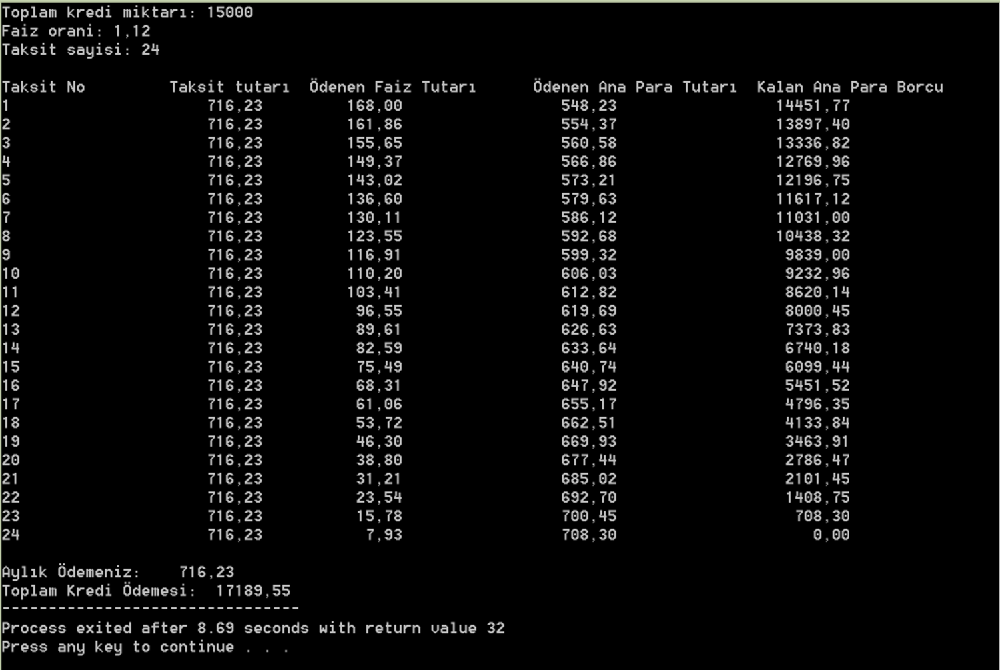 Toplam kredi miktarı: 15000
Faiz orani: 1,12
Taksit sayisi: 24
Taksit No Taksit tutarı Ödenen Faiz Tutarı Ödenen Ana Para Tutarı Kalan Ana Para Borcu
1 716,23 168,00 548,23 14451,77
2 716,23 161,86 554,37 13897,40
3 716,23 155,65 560,58 13336,82
4 716,23 149,37 566,86 12769,96
5 716,23 143,02 573,21 12196,75
6 716,23 136,60 579,63 11617,12
7 716,23 130,11 586,12 11031,00
8 716,23 123,55 592,68 10438,32
9 716,23 116,91 599,32 9839,00
10 716,23 110,20 606,03 9232,96
11 716,23 103,41 612,82 8620,14
12 716,23 96,55 619,69 8000,45
13 716,23 89,61 626,63 7373,83
14 716,23 82,59 633,64 6740,18
15 716,23 75,49 640,74 6099,44
16 716,23 68,31 647,92 5451,52
17 716,23 61,06 655,17 4796,35
18 716,23 53,72 662,51 4133,84
19 716,23 46,30 669,93 3463,91
20 716,23 38,80 677,44 2786,47
21 716,23 31,21 685,02 2101,45
22 716,23 23,54 692,70 1408,75
23 716,23 15,78 700,45 708,30
24 716,23 7,93 708,30 0,00
Aylık Ödemeniz: 716,23
Toplam Kredi Ödemesi: 17189,55
--------------------------------
Process exited after 8.69 seconds with return value 32
Press any key to continue . . .